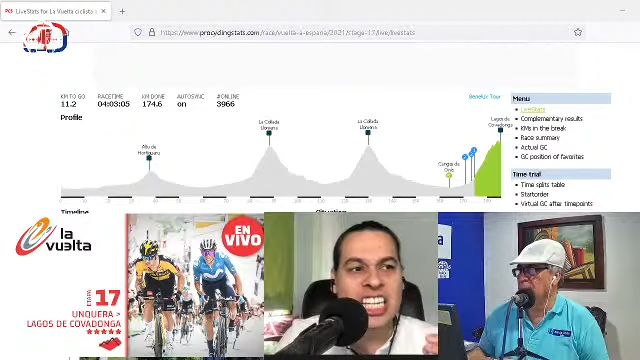 LiveStats for La Vuelta ciclista a
https://www.procyclingstats.com/race/vuelta-a-espana/2021/stage-17/live/livestats
KM TO GO RACETIME KM DONE AUTOSYNC #ONLINE
11.2 04:03:05 174.6 on 3966
Benelux Tour
Profile
Menu
LiveStats
Complementary results
KMs in the break
Race summary
Actual GC
GC position of favorites
Time trial
Time splits table
Startorder
Virtual GC after timepoints
Alto de
Hortiguera
La Collada
Llomena
La Collada
Llomena
Cangas de
Onís
Lagos de
Covadonga
Timeline
Situation
la
vuelta
EN
VIVO
ETAPA 17
UNQUERA >
LAGOS DE COVADONGA